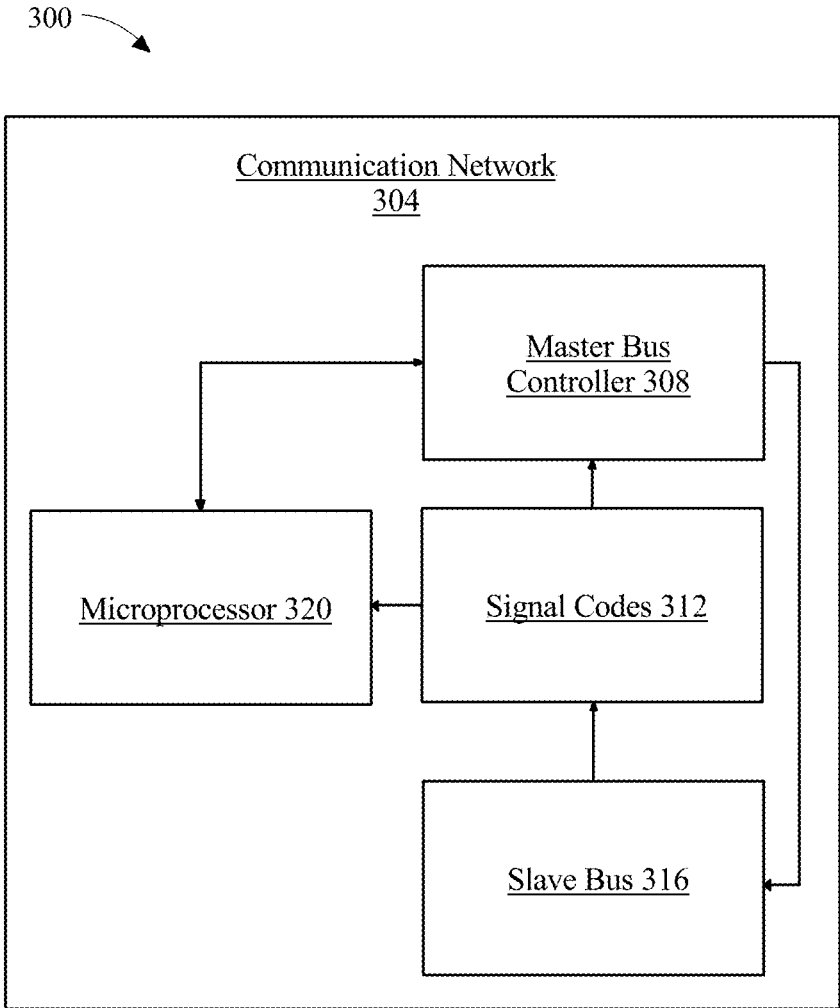 300
Communication Network
304
Master Bus
Controller 308
Microprocessor 320
Signal Codes 312
Slave Bus 316